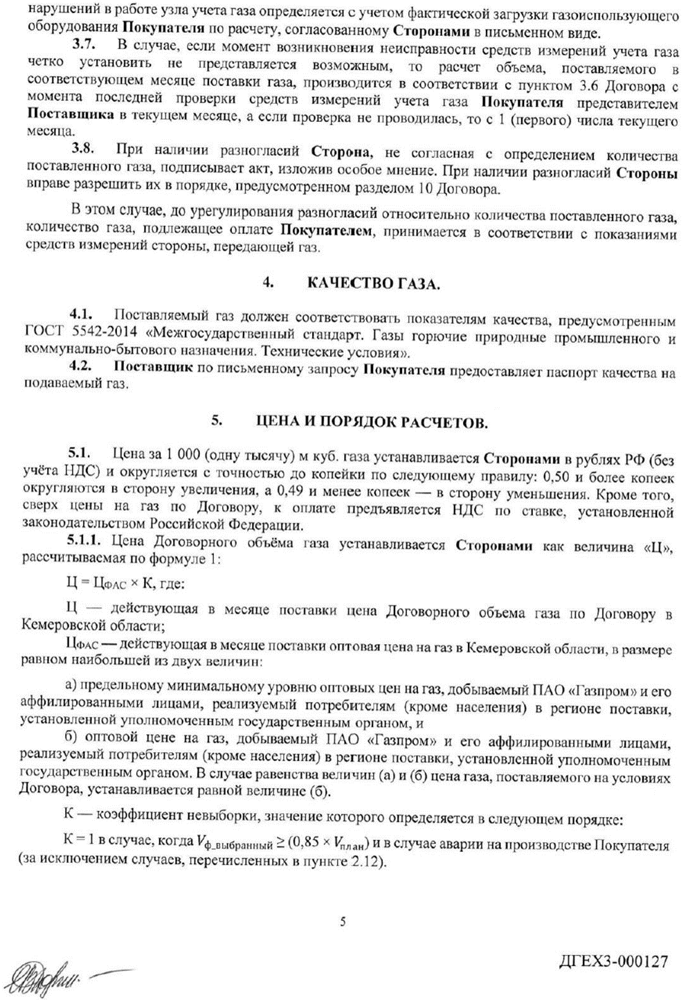 нарушений в работе узла учета газа определяется с учетом фактической загрузки газоиспользующего
оборудования Покупателя по расчету, согласованному Сторонами в письменном виде.
3.7. В случае, если момент возникновения неисправности средств измерений учета газа
четко установить не представляется возможным, то расчет объема, поставляемого в
соответствующем месяце поставки газа, производится в соответствии с пунктом 3.6 Договора с
момента последней проверки средств измерений учета газа Покупателя представителем
Поставщика в текущем месяце, а если проверка не проводилась, то с 1 (первого) числа текущего
месяца.
3.8. При наличии разногласий Сторона, не согласная с определением количества
поставленного газа, подписывает акт, изложив особое мнение. При наличии разногласий Стороны
вправе разрешить их в порядке, предусмотренном разделом 10 Договора.
В этом случае, до урегулирования разногласий относительно количества поставленного газа,
количество газа, подлежащее оплате Покупателем, принимается в соответствии с показаниями
средств измерений стороны, передающей газ.
4. КАЧЕСТВО ГАЗА.
4.1. Поставляемый газ должен соответствовать показателям качества, предусмотренным
ГОСТ 5542-2014 «Межгосударственный стандарт. Газы горючие природные промышленного и
коммунально-бытового назначения. Технические условия».
4.2. Поставщик по письменному запросу Покупателя предоставляет паспорт качества на
подаваемый газ.
5. ЦЕНА И ПОРЯДОК РАСЧЕТОВ.
5.1. Цена за 1 000 (одну тысячу) м куб. газа устанавливается Сторонами в рублях РФ (без
учёта НДС) и округляется с точностью до копейки по следующему правилу: 0,50 и более копеек
округляются в сторону увеличения, а 0,49 и менее копеек — в сторону уменьшения. Кроме того,
сверх цены на газ по Договору, к оплате предъявляется НДС по ставке, установленной
законодательством Российской Федерации.
5.1.1. Цена Договорного объёма газа устанавливается Сторонами как величина «Ц»,
рассчитываемая по формуле 1:
Ц = ЦФАС × К, где:
Ц — действующая в месяце поставки цена Договорного объема газа по Договору в
Кемеровской области;
ЦФАС — действующая в месяце поставки оптовая цена на газ в Кемеровской области, в размере
равном наибольшей из двух величин:
а) предельному минимальному уровню оптовых цен на газ, добываемый ПАО «Газпром» и его
аффилированными лицами, реализуемый потребителям (кроме населения) в регионе поставки,
установленной уполномоченным государственным органом, и
б) оптовой цене на газ, добываемый ПАО «Газпром» и его аффилированными лицами,
реализуемый потребителям (кроме населения) в регионе поставки, установленной уполномоченным
государственным органом. В случае равенства величин (а) и (б) цена газа, поставляемого на условиях
Договора, устанавливается равной величине (б).
К — коэффициент невыборки, значение которого определяется в следующем порядке:
К = 1 в случае, когда Vф_выбранный ≥ (0,85 × Vплан) и в случае аварии на производстве Покупателя
(за исключением случаев, перечисленных в пункте 2.12).
5
ДГЕХ3-000127